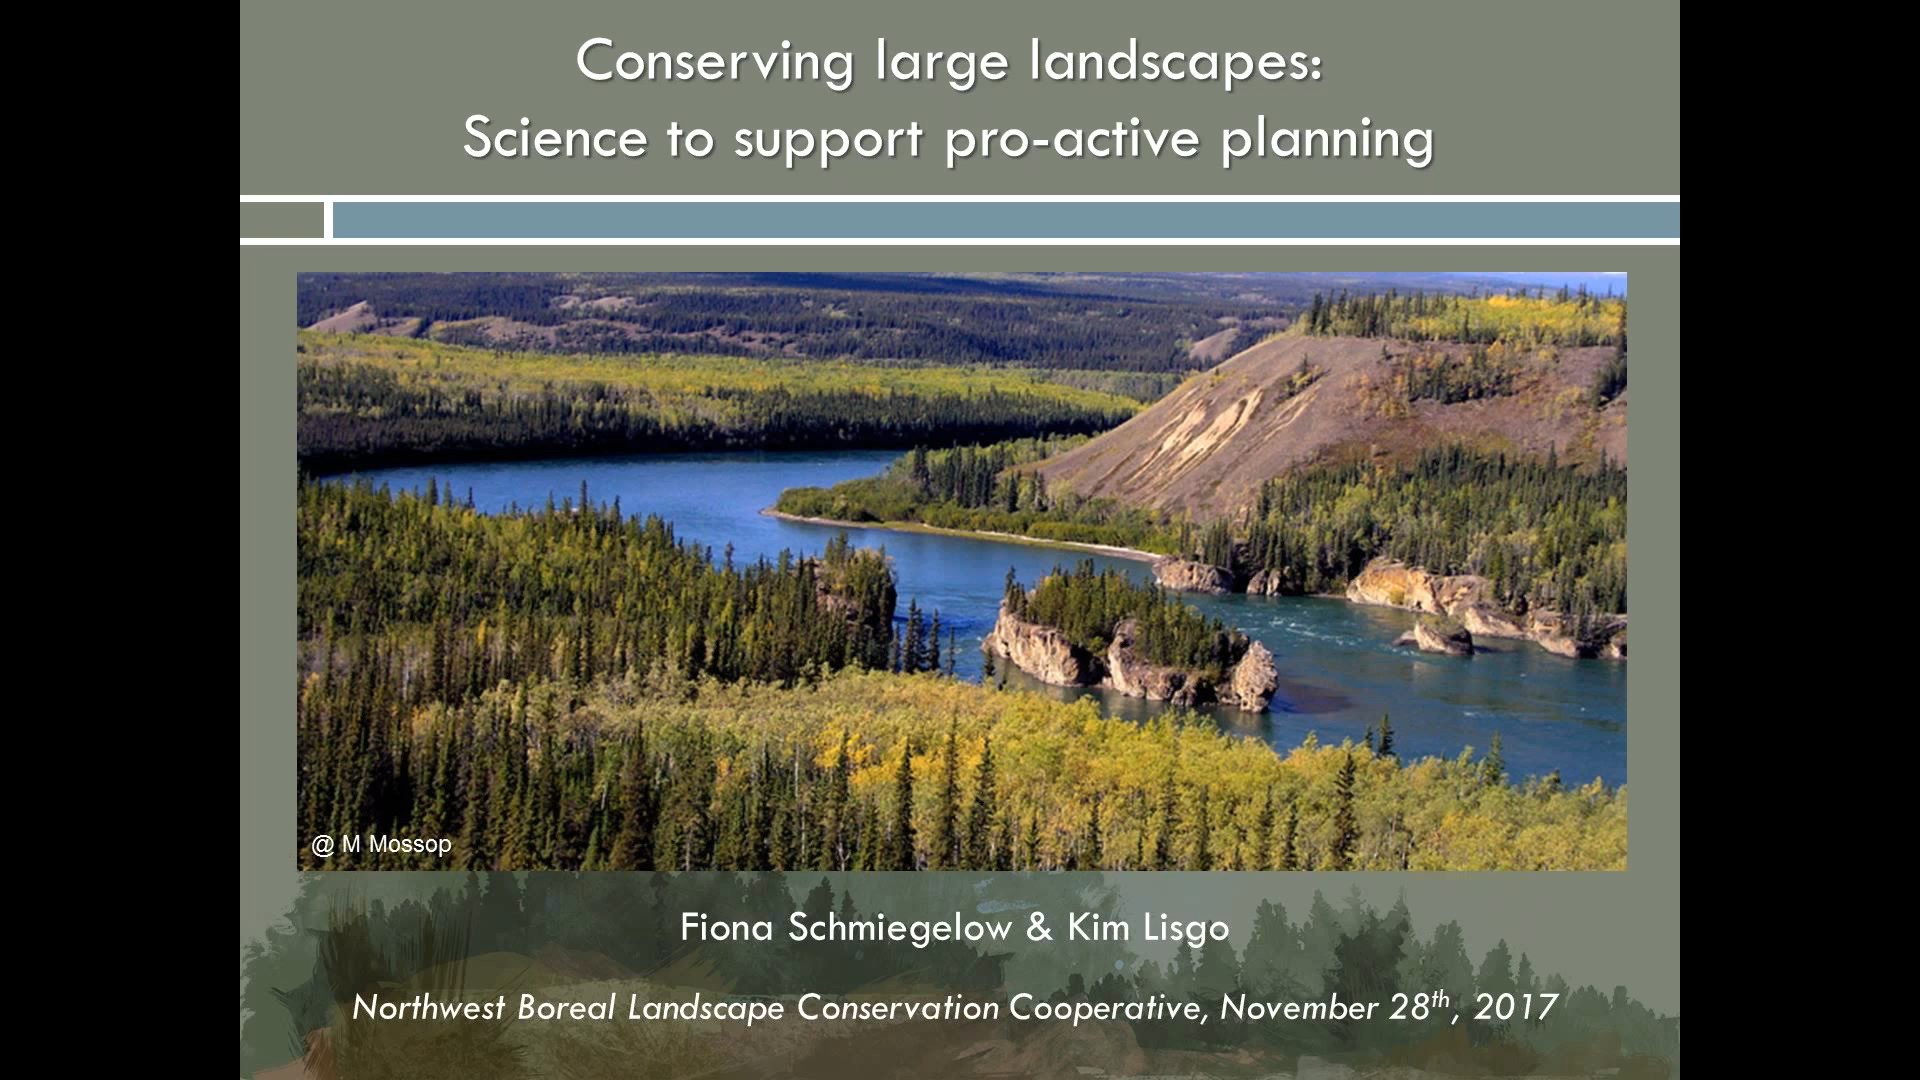 Conserving large landscapes:
Science to support pro-active planning
@ M Mossop
Fiona Schmiegelow & Kim Lisgo
Northwest Boreal Landscape Conservation Cooperative, November 28th, 2017